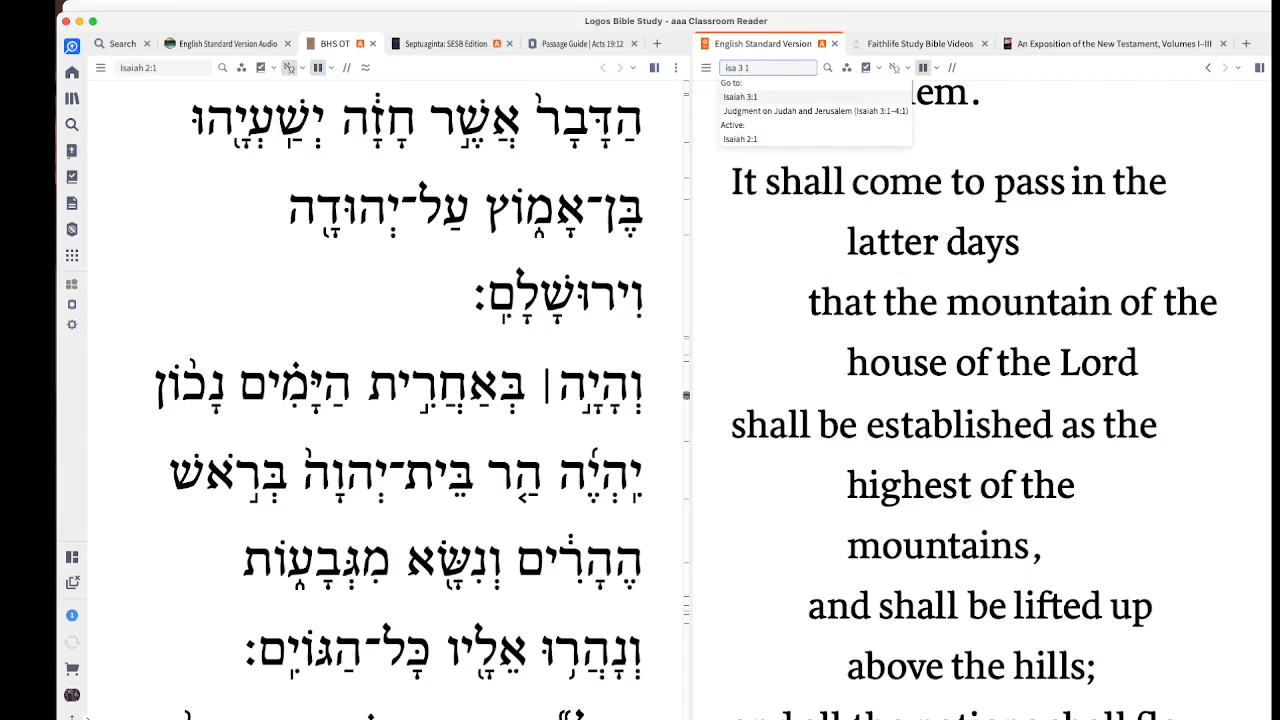 Logos Bible Study - aaa Classroom Reader
Search
English Standard Version Audio
BHS OT
Septuaginta: SESB Edition
Passage Guide | Acts 19:12
English Standard Version
Faithlife Study Bible Videos
An Exposition of the New Testament, Volumes I–III
Isaiah 2:1
isa 3 1
Go to:
Isaiah 3:1
Judgment on Judah and Jerusalem (Isaiah 3:1–4:1)
Active:
Isaiah 2:1
הַדָּבָר֙ אֲשֶׁ֣ר חָזָ֔ה יְשַֽׁעְיָ֖הוּ
בֶּן־אָמ֑וֹץ עַל־יְהוּדָ֖ה
וִירוּשָׁלִָֽם׃
וְהָיָ֣ה׀ בְּאַחֲרִ֣ית הַיָּמִ֗ים נָכ֨וֹן
יִֽהְיֶ֜ה הַ֤ר בֵּית־יְהוָה֙ בְּרֹ֣אשׁ
הֶהָרִ֔ים וְנִשָּׂ֖א מִגְּבָע֑וֹת
וְנָהֲר֥וּ אֵלָ֖יו כָּל־הַגּוֹיִֽם׃
lem.
It shall come to pass in the
latter days
that the mountain of the
house of the Lord
shall be established as the
highest of the
mountains,
and shall be lifted up
above the hills;